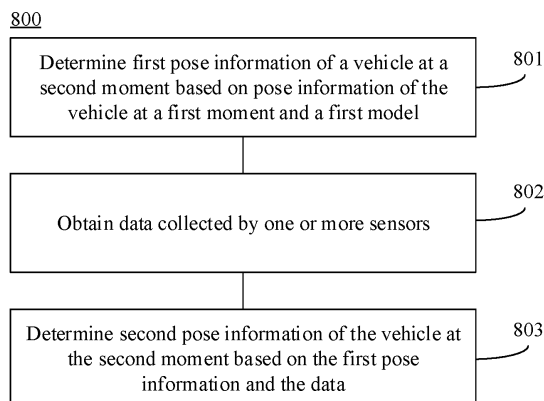 800
Determine first pose information of a vehicle at a
second moment based on pose information of the
vehicle at a first moment and a first model
801
Obtain data collected by one or more sensors
802
Determine second pose information of the vehicle at
the second moment based on the first pose
information and the data
803